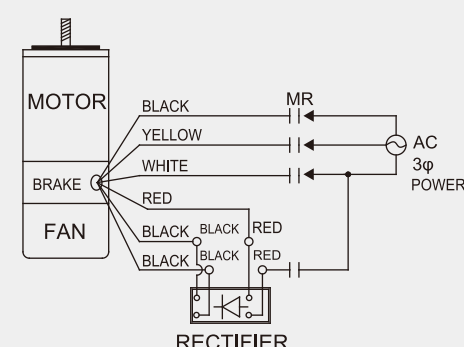 MOTOR
BRAKE
FAN
BLACK
YELLOW
WHITE
RED
BLACK
BLACK
BLACK
RED
BLACK
RED
MR
AC
3φ
POWER
RECTIFIER